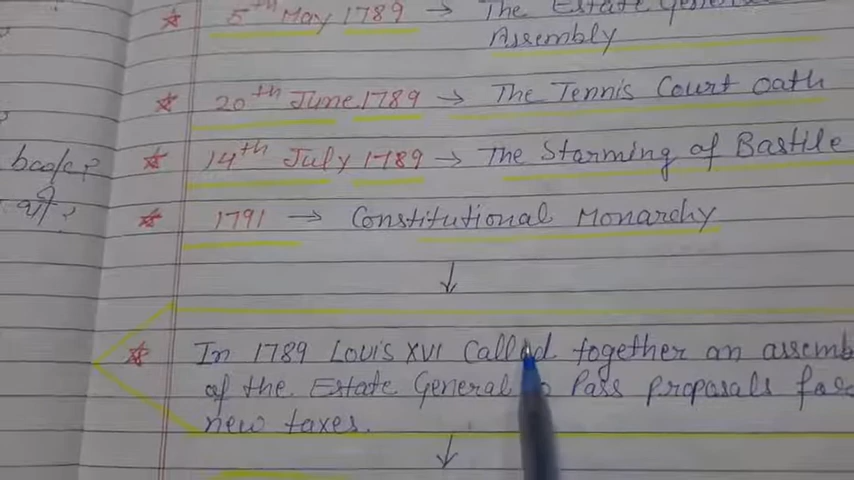 5th May 1789 → The Estate General
Assembly
20th June 1789 → The Tennis Court Oath
14th July 1789 → The Storming of Bastile
1791 → Constitutional Monarchy
↓
In 1789 Louis XVI Called together an assemb
of the Estate General Pass proposals for
new taxes.
↓